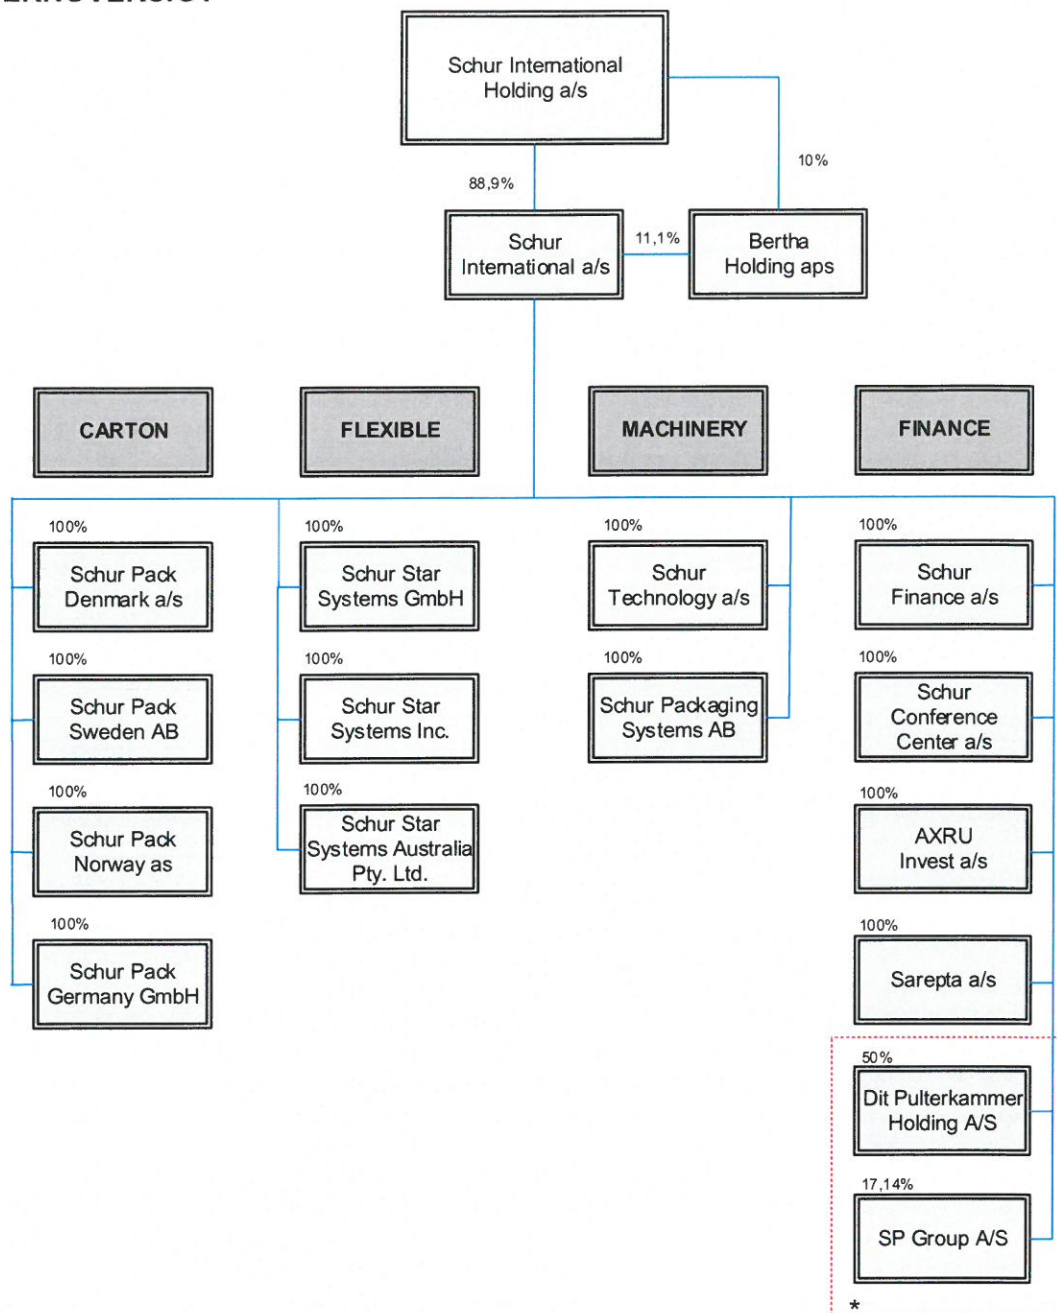 Schur International
Holding a/s
10%
88,9%
Schur
International a/s
11,1%
Bertha
Holding aps
CARTON
FLEXIBLE
MACHINERY
FINANCE
100%
Schur Pack
Denmark a/s
100%
Schur Star
Systems GmbH
100%
Schur
Technology a/s
100%
Schur
Finance a/s
100%
Schur Pack
Sweden AB
100%
Schur Star
Systems Inc.
100%
Schur Packaging
Systems AB
100%
Schur
Conference
Center a/s
100%
Schur Pack
Norway as
100%
Schur Star
Systems Australia
Pty. Ltd.
100%
AXRU
Invest a/s
100%
Schur Pack
Germany GmbH
100%
Sarepta a/s
50%
Dit Pulterkammer
Holding A/S
17,14%
SP Group A/S
*